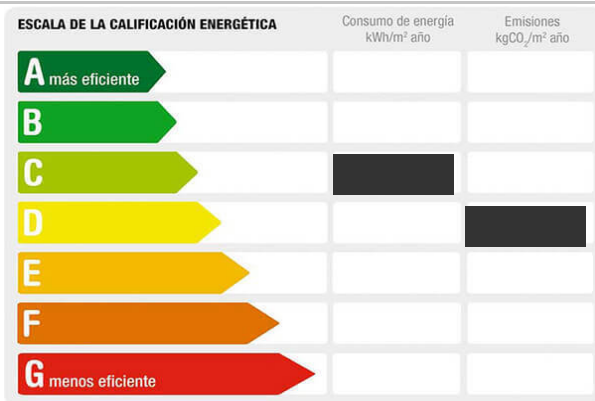 ESCALA DE LA CALIFICACIÓN ENERGÉTICA
Consumo de energía
kWh/m² año
Emisiones
kgCO₂/m² año
A más eficiente
B
C
D
E
F
G menos eficiente